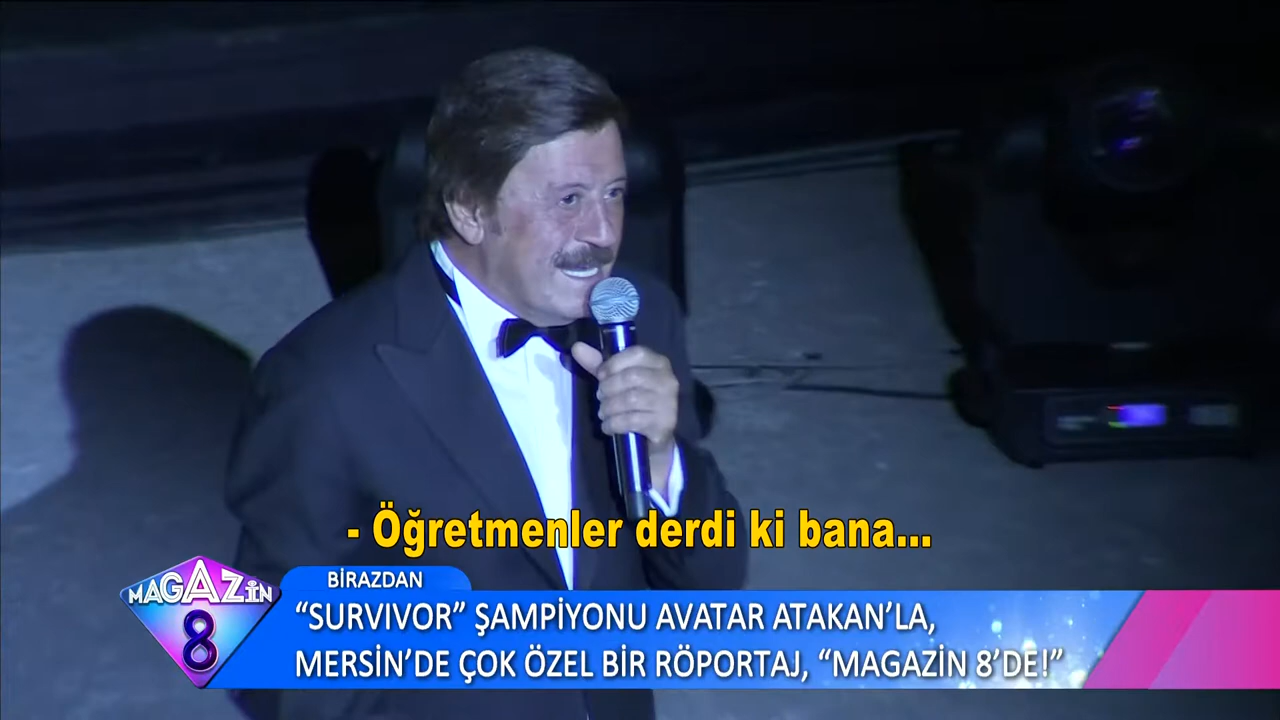 - Öğretmenler derdi ki bana...
BİRAZDAN
MAGAZİN
8
“SURVIVOR” ŞAMPİYONU AVATAR ATAKAN’LA,
MERSİN’DE ÇOK ÖZEL BİR RÖPORTAJ, “MAGAZİN 8’DE!”